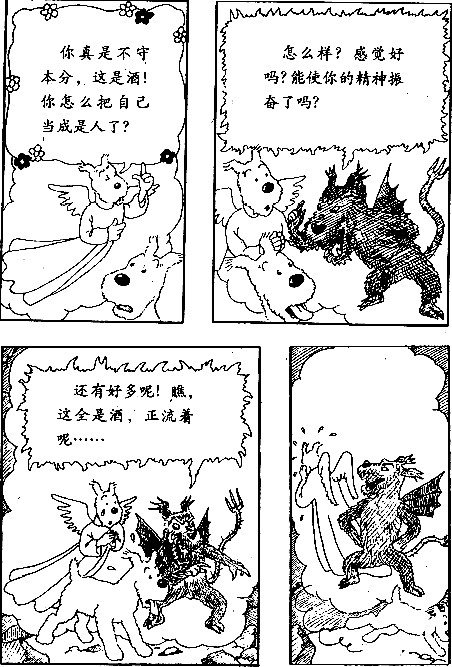 你真是不守
本分，这是酒！
你怎么把自己
当成是人了？
怎么样？感觉好
吗？能使你的精神振
奋了吗？
还有好多呢！瞧，
这全是酒，正流着
呢……